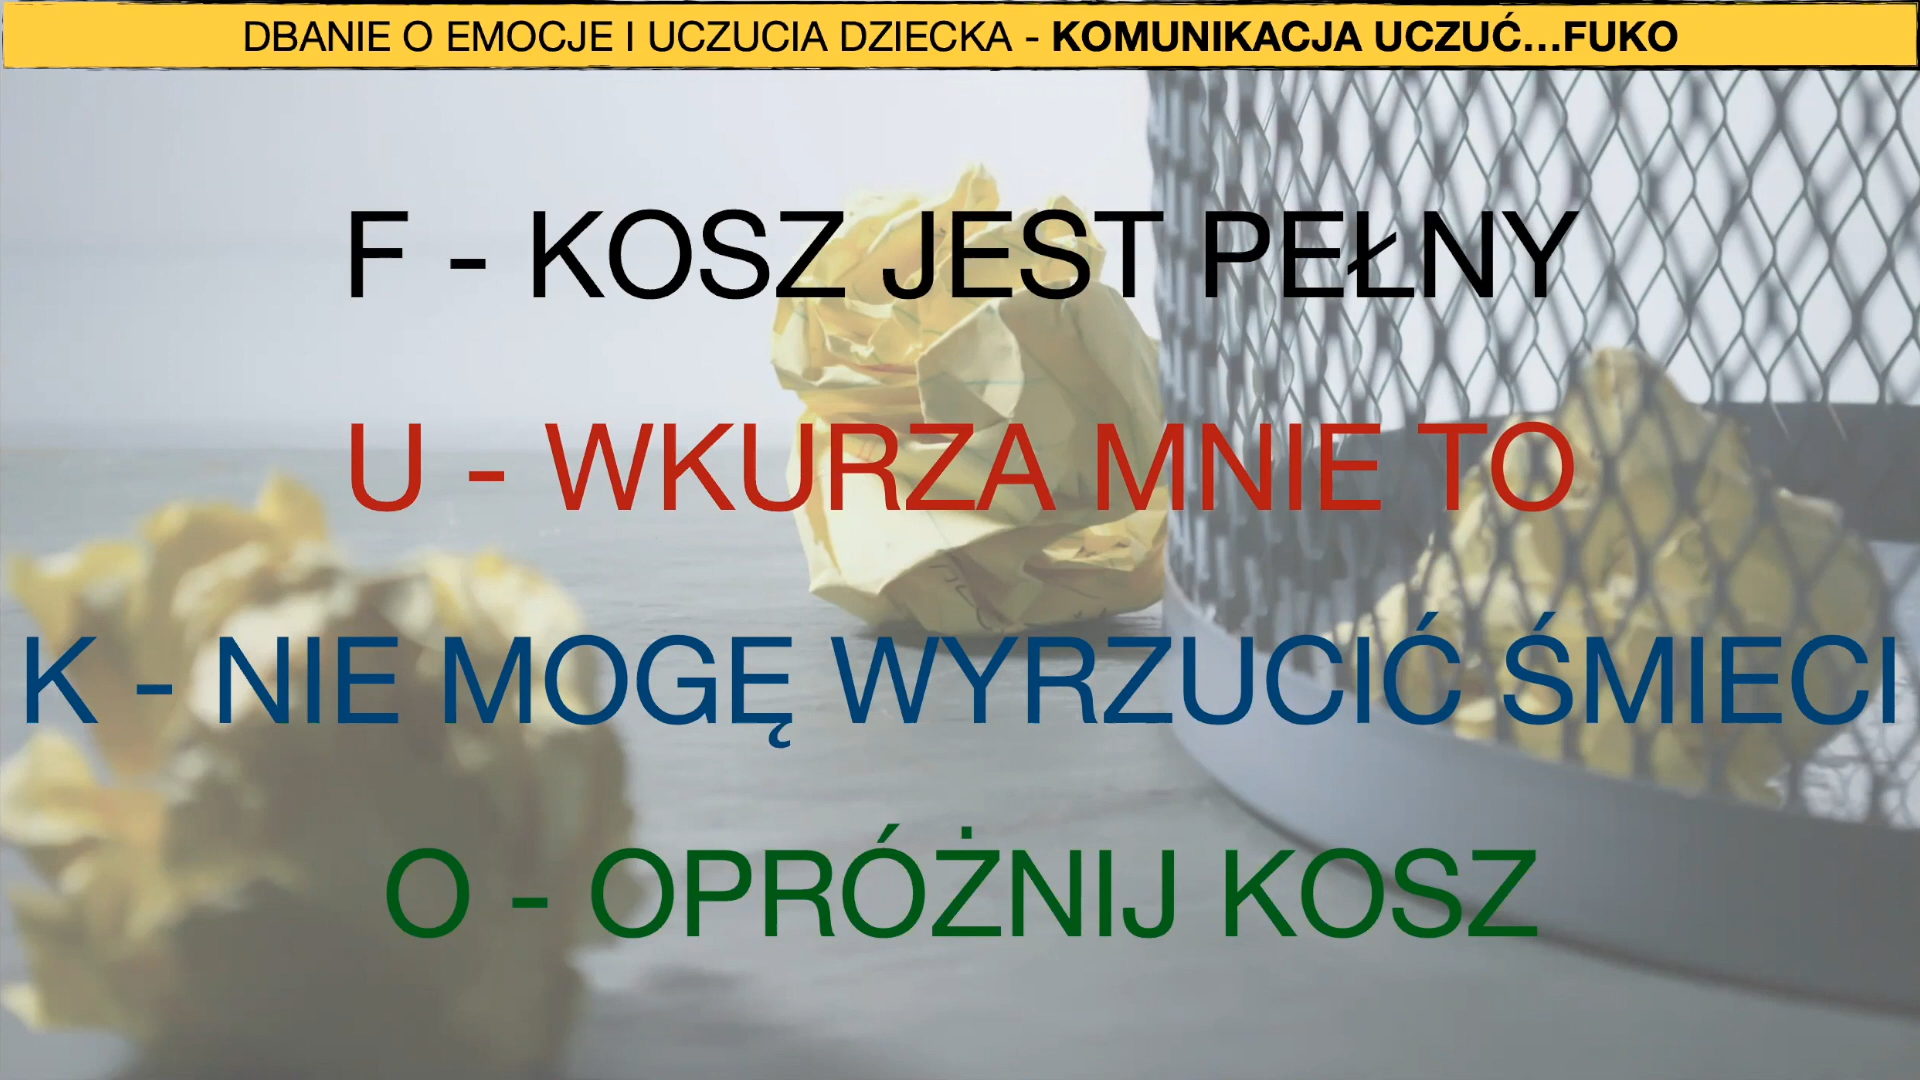 DBANIE O EMOCJE I UCZUCIA DZIECKA - KOMUNIKACJA UCZUĆ...FUKO
F - KOSZ JEST PEŁNY
U - WKURZA MNIE TO
K - NIE MOGĘ WYRZUCIĆ ŚMIECI
O - OPRÓŻNIJ KOSZ